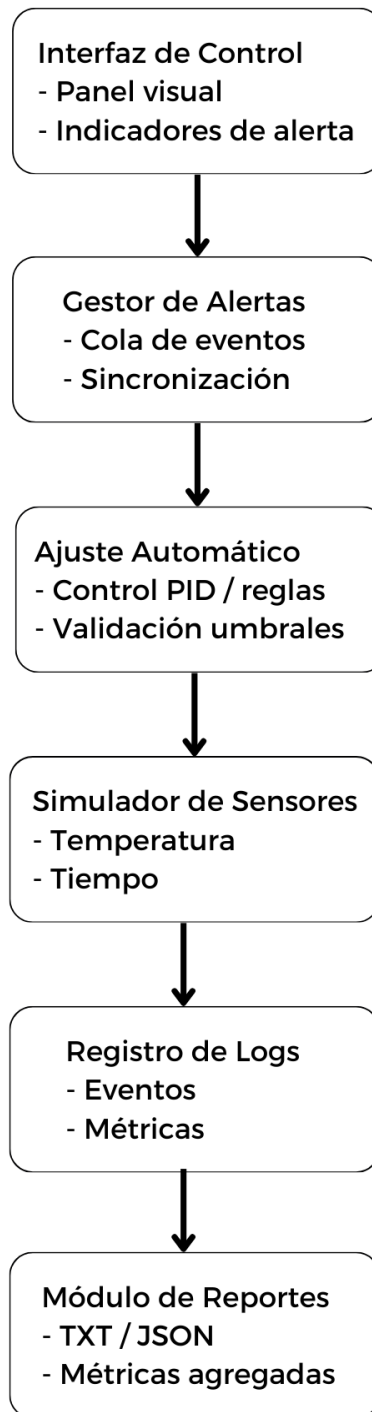 Interfaz de Control
- Panel visual
- Indicadores de alerta
Gestor de Alertas
- Cola de eventos
- Sincronización
Ajuste Automático
- Control PID / reglas
- Validación umbrales
Simulador de Sensores
- Temperatura
- Tiempo
Registro de Logs
- Eventos
- Métricas
Módulo de Reportes
- TXT / JSON
- Métricas agregadas